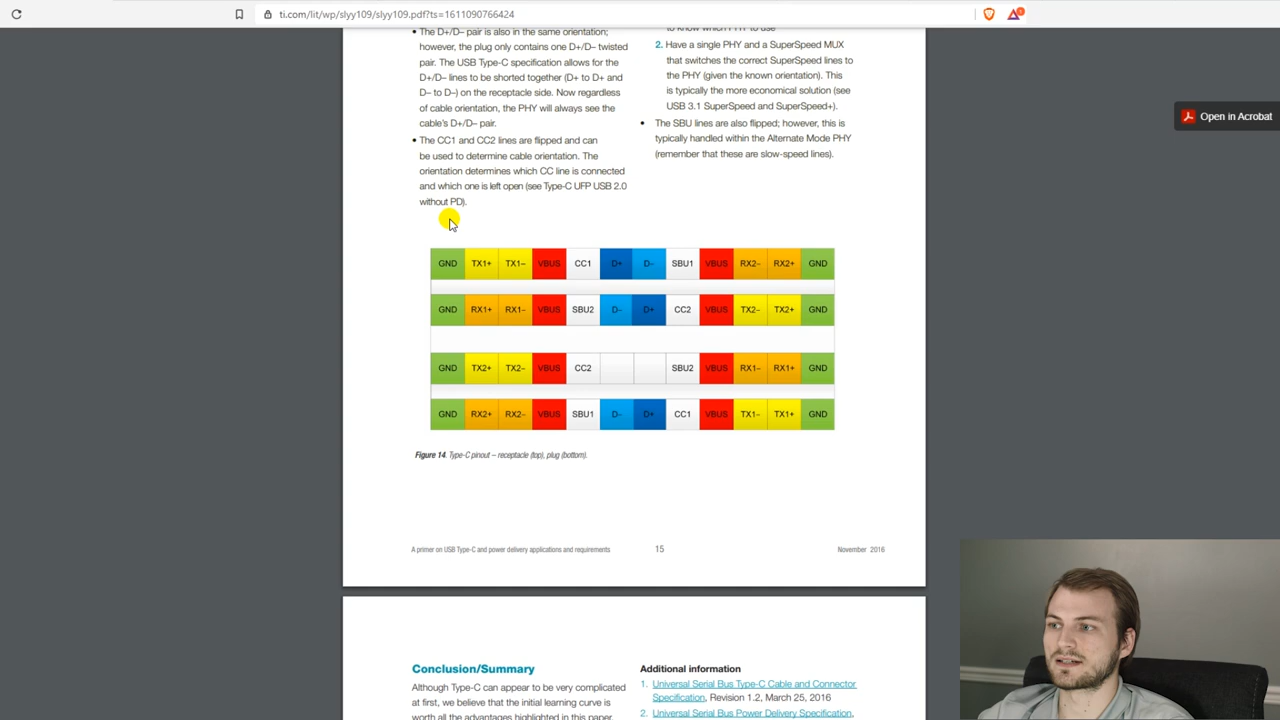 ti.com/lit/wp/slyy109/slyy109.pdf?ts=1611090766424
Open in Acrobat
• The D+/D– pair is also in the same orientation;
however, the plug only contains one D+/D– twisted
pair. The USB Type-C specification allows for the
D+/D– lines to be shorted together (D+ to D+ and
D– to D–) on the receptacle side. Now regardless
of cable orientation, the PHY will always see the
cable's D+/D– pair.
• The CC1 and CC2 lines are flipped and can
be used to determine cable orientation. The
orientation determines which CC line is connected
and which one is left open (see Type-C UFP USB 2.0
without PD).
to know which PHY to use
2. Have a single PHY and a SuperSpeed MUX
that switches the correct SuperSpeed lines to
the PHY (given the known orientation). This
is typically the more economical solution (see
USB 3.1 SuperSpeed and SuperSpeed+).
• The SBU lines are also flipped; however, this is
typically handled within the Alternate Mode PHY
(remember that these are slow-speed lines).
GND TX1+ TX1– VBUS CC1 D+ D– SBU1 VBUS RX2– RX2+ GND
GND RX1+ RX1– VBUS SBU2 D– D+ CC2 VBUS TX2– TX2+ GND
GND TX2+ TX2– VBUS CC2 SBU2 VBUS RX1– RX1+ GND
GND RX2+ RX2– VBUS SBU1 D– D+ CC1 VBUS TX1– TX1+ GND
Figure 14. Type-C pinout – receptacle (top), plug (bottom).
A primer on USB Type-C and power delivery applications and requirements 15 November 2016
Conclusion/Summary
Although Type-C can appear to be very complicated
at first, we believe that the initial learning curve is
worth all the advantages highlighted in this paper.
Additional information
1. Universal Serial Bus Type-C Cable and Connector
Specification, Revision 1.2, March 25, 2016
2. Universal Serial Bus Power Delivery Specification,